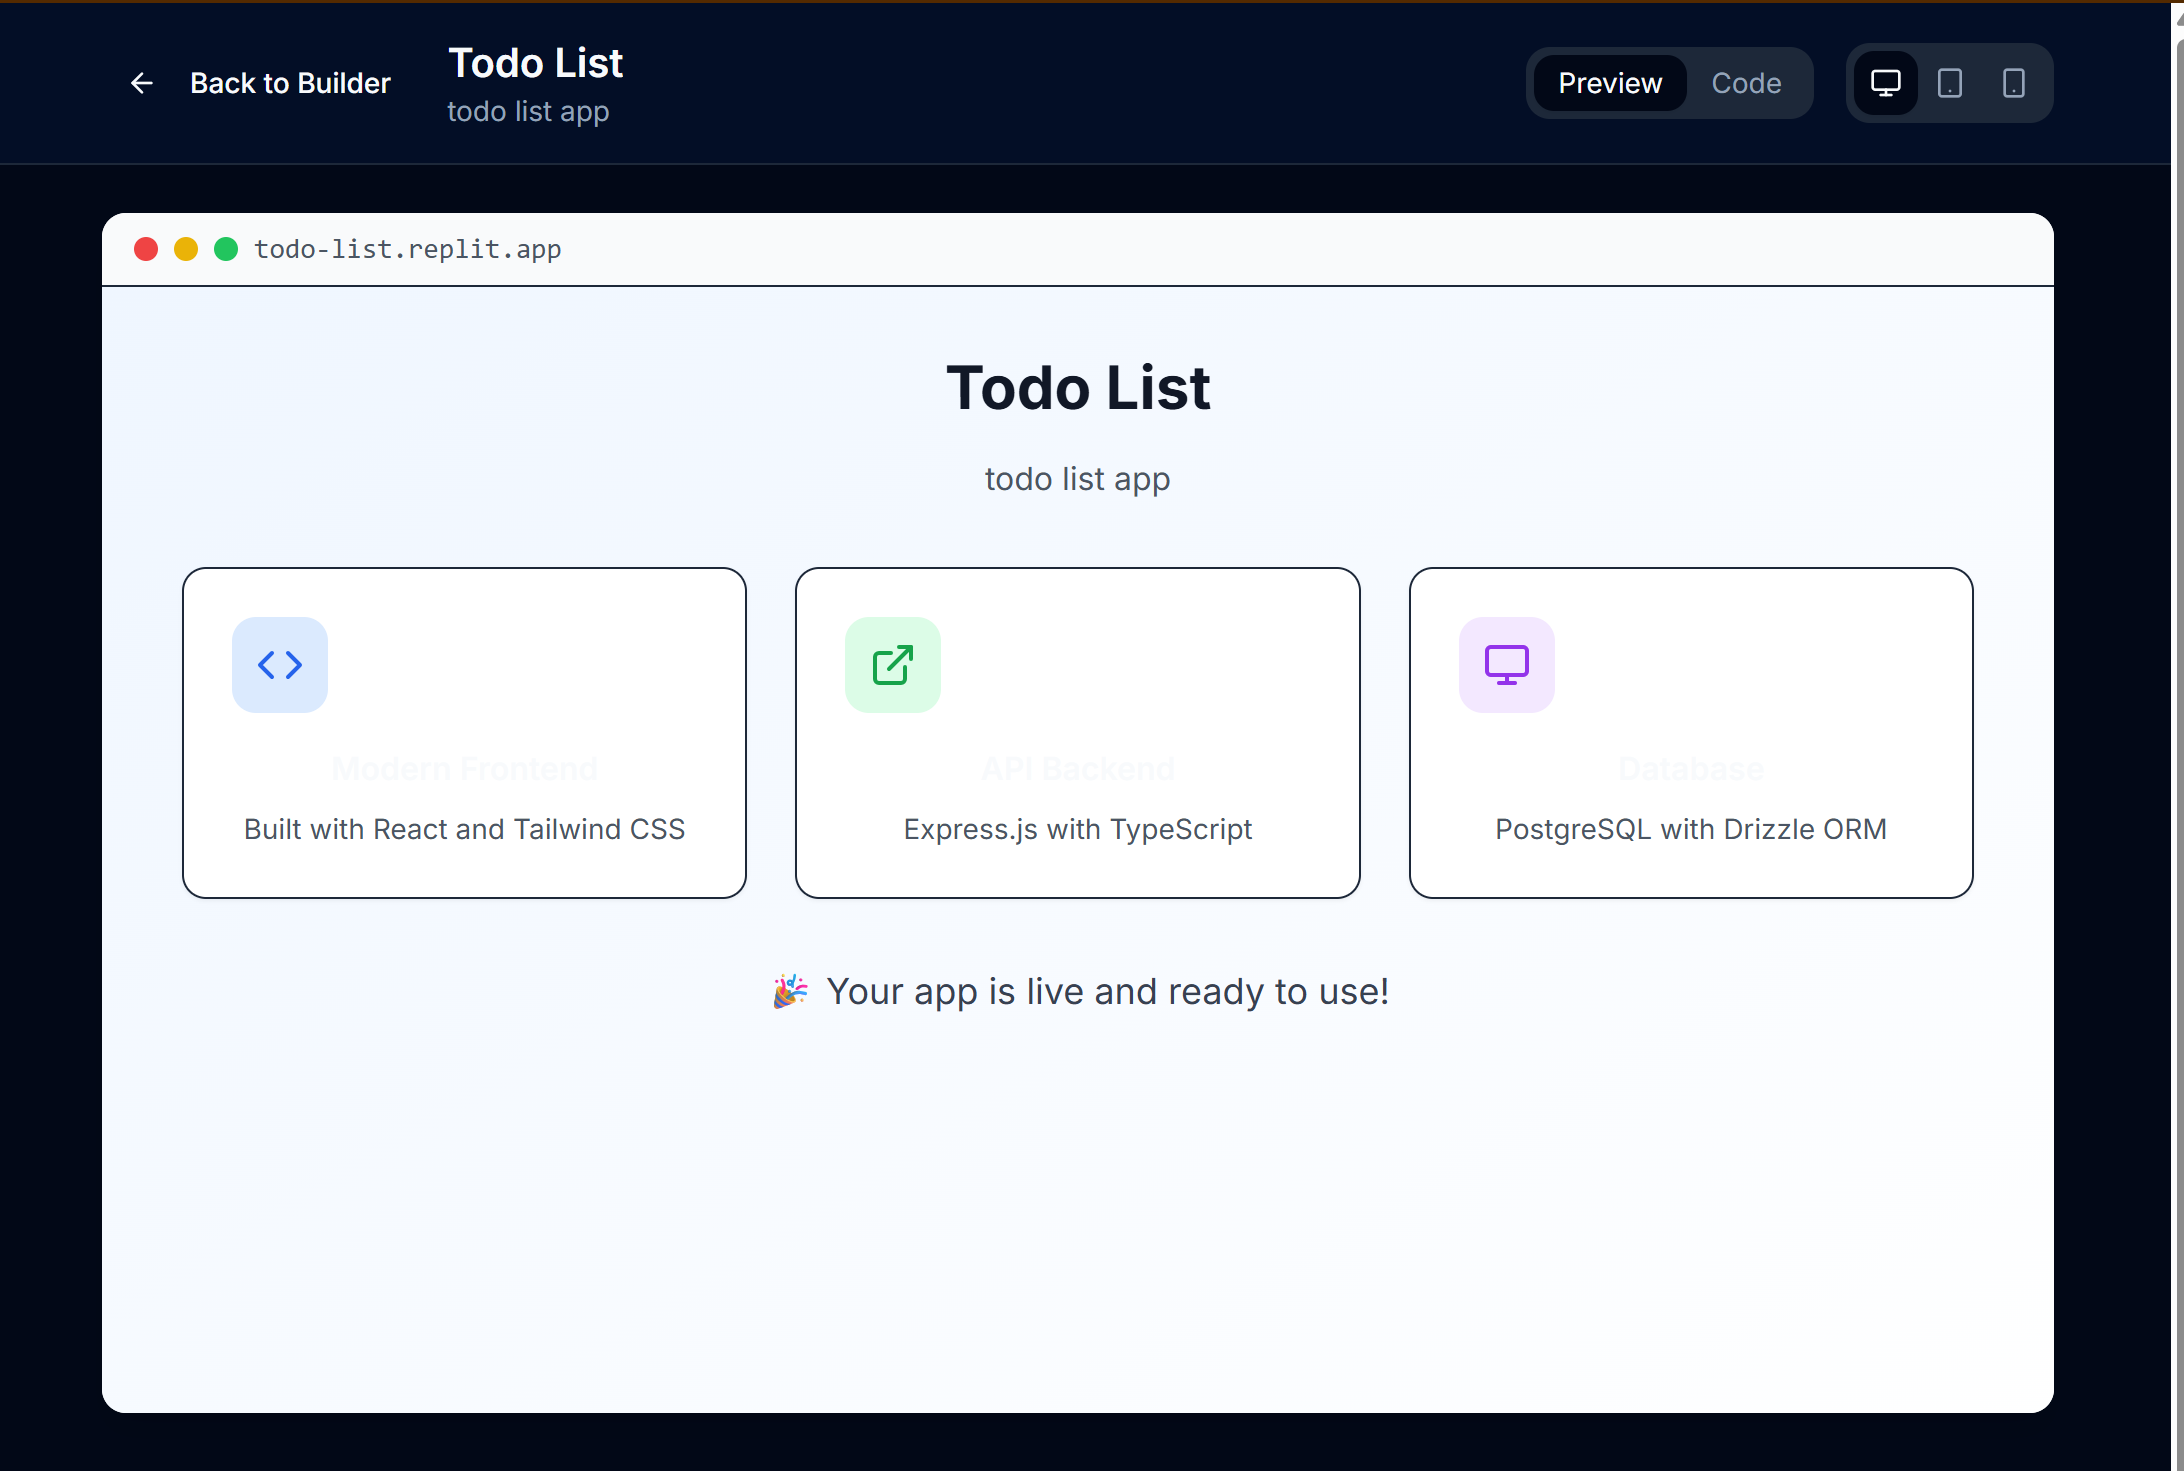 Back to Builder
Todo List
todo list app
Preview
Code
todo-list.replit.app
Todo List
todo list app
Modern Frontend
Built with React and Tailwind CSS
API Backend
Express.js with TypeScript
Database
PostgreSQL with Drizzle ORM
🎉 Your app is live and ready to use!